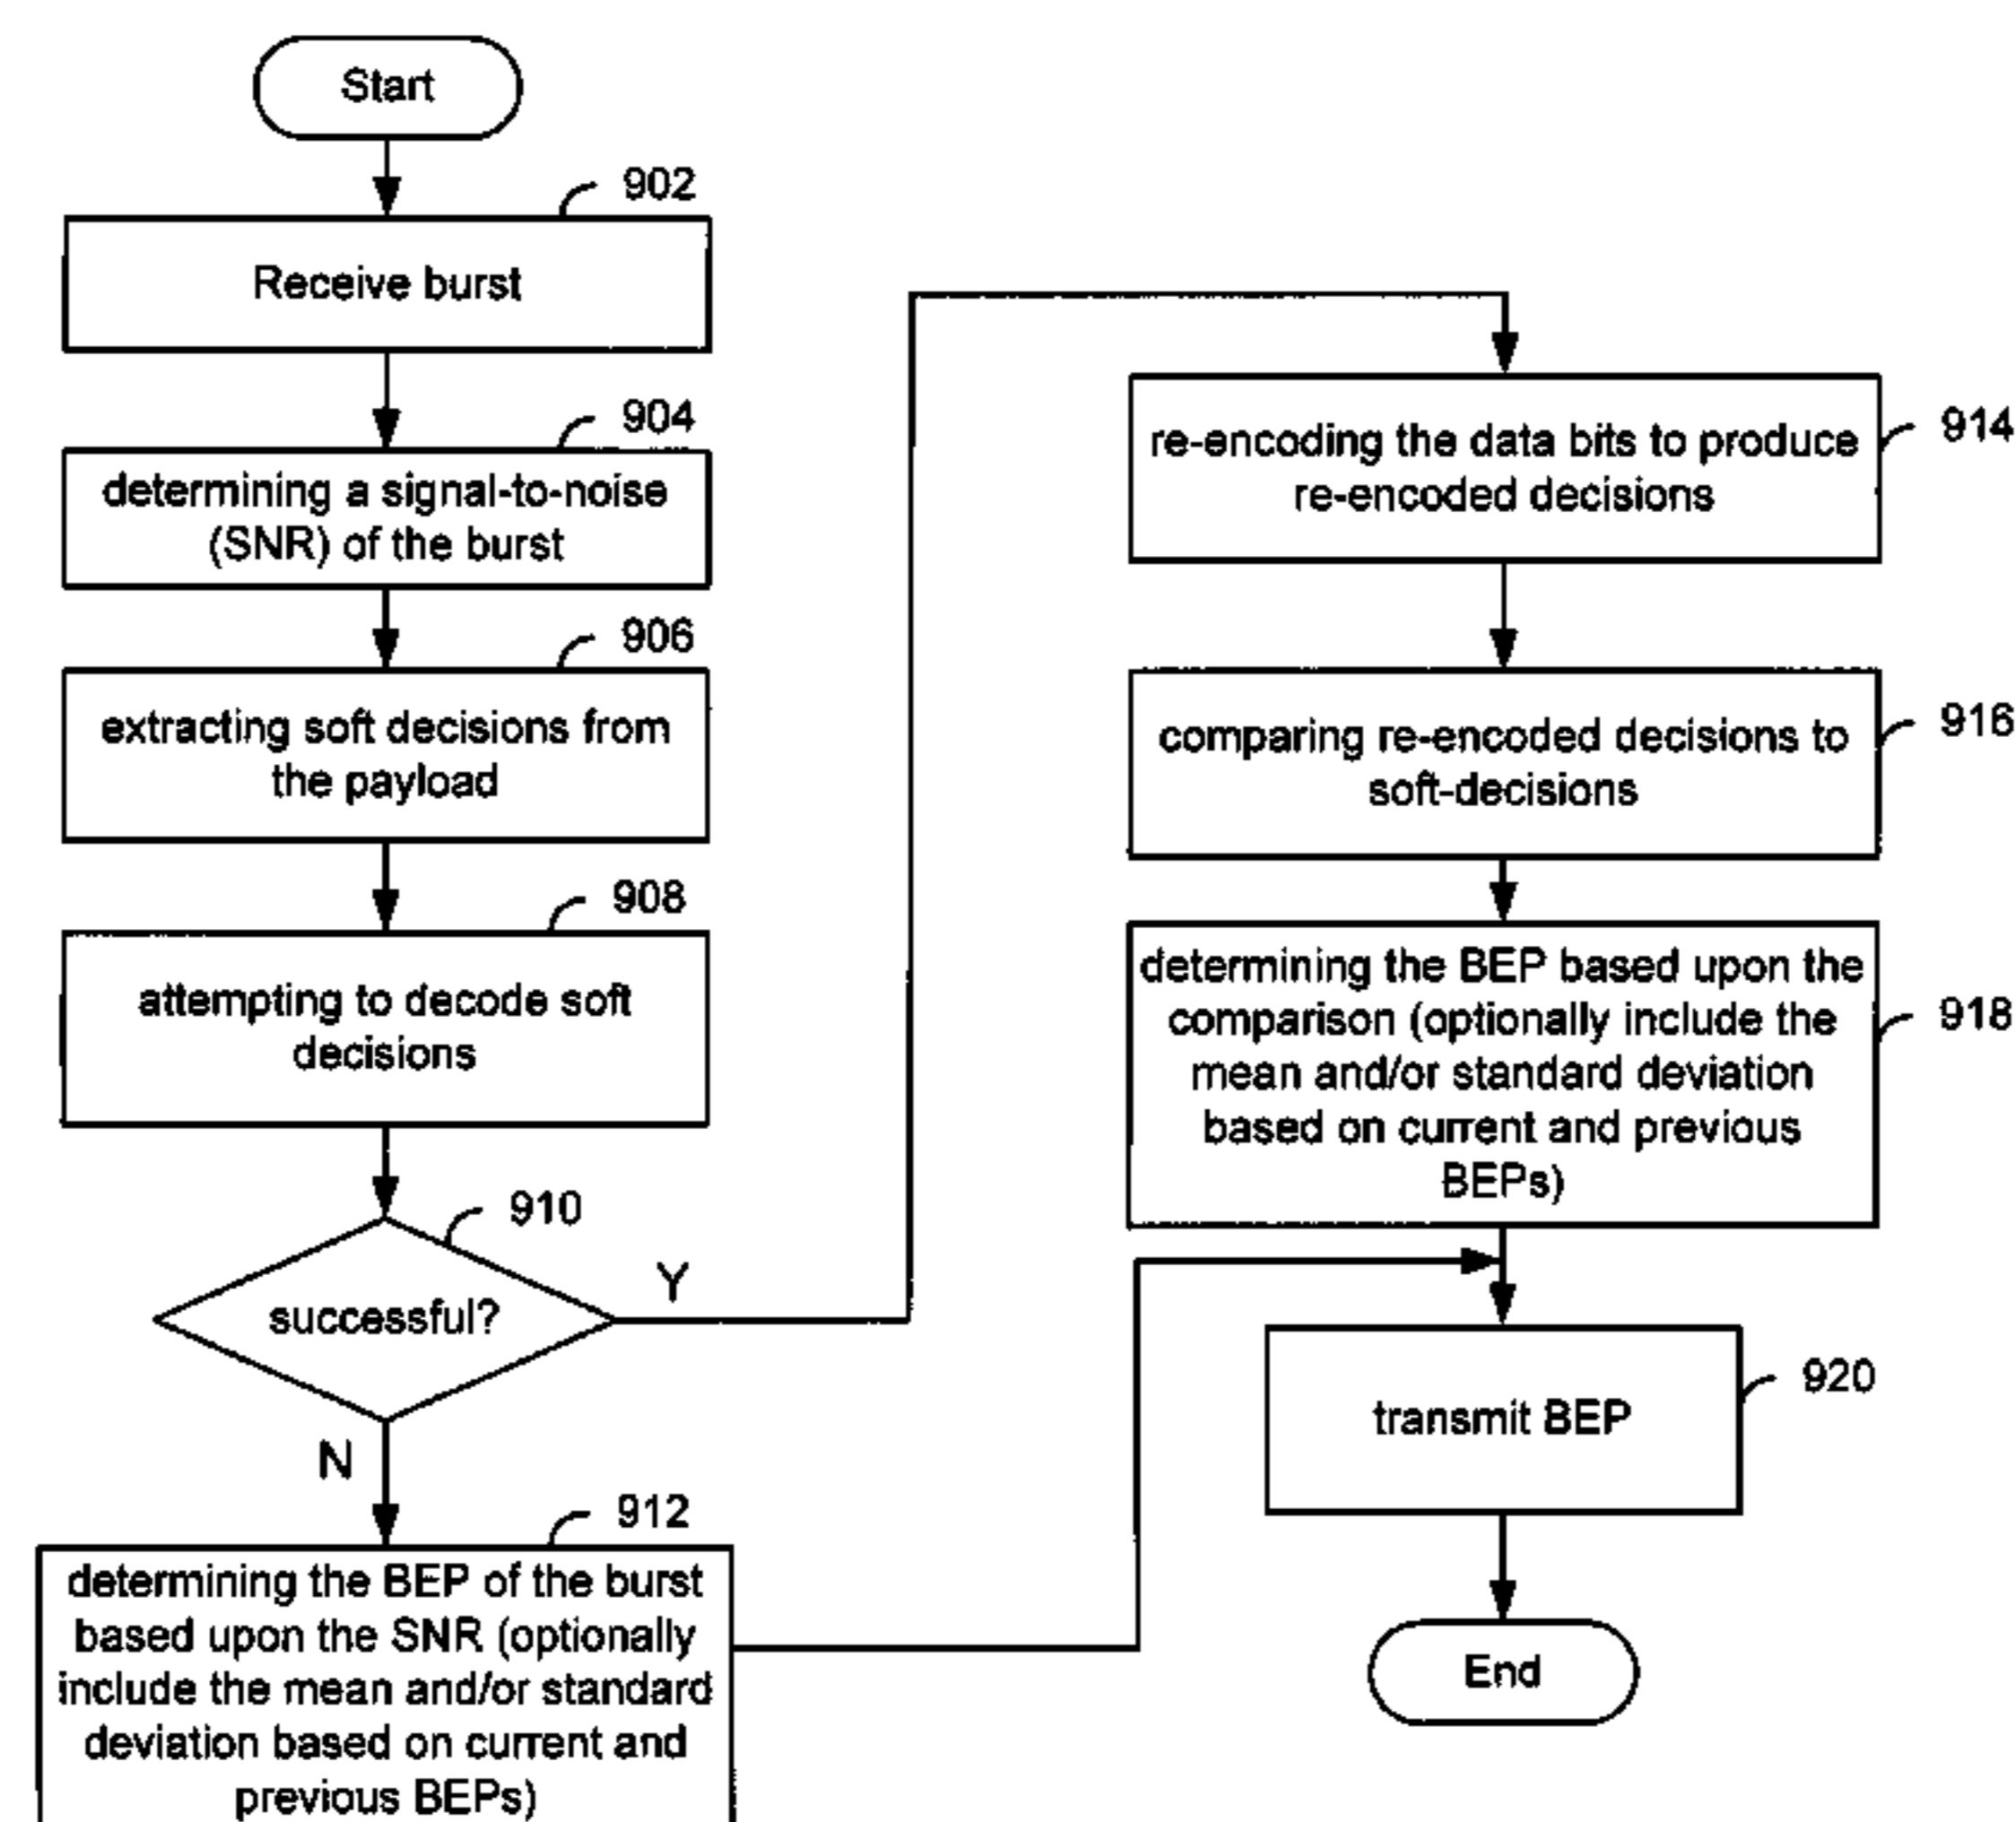 Start
902
Receive burst
904
determining a signal-to-noise
(SNR) of the burst
906
extracting soft decisions from
the payload
908
attempting to decode soft
decisions
910
successful?
Y
N
912
determining the BEP of the burst
based upon the SNR (optionally
include the mean and/or standard
deviation based on current and
previous BEPs)
914
re-encoding the data bits to produce
re-encoded decisions
916
comparing re-encoded decisions to
soft-decisions
918
determining the BEP based upon the
comparison (optionally include the
mean and/or standard deviation
based on current and previous
BEPs)
920
transmit BEP
End